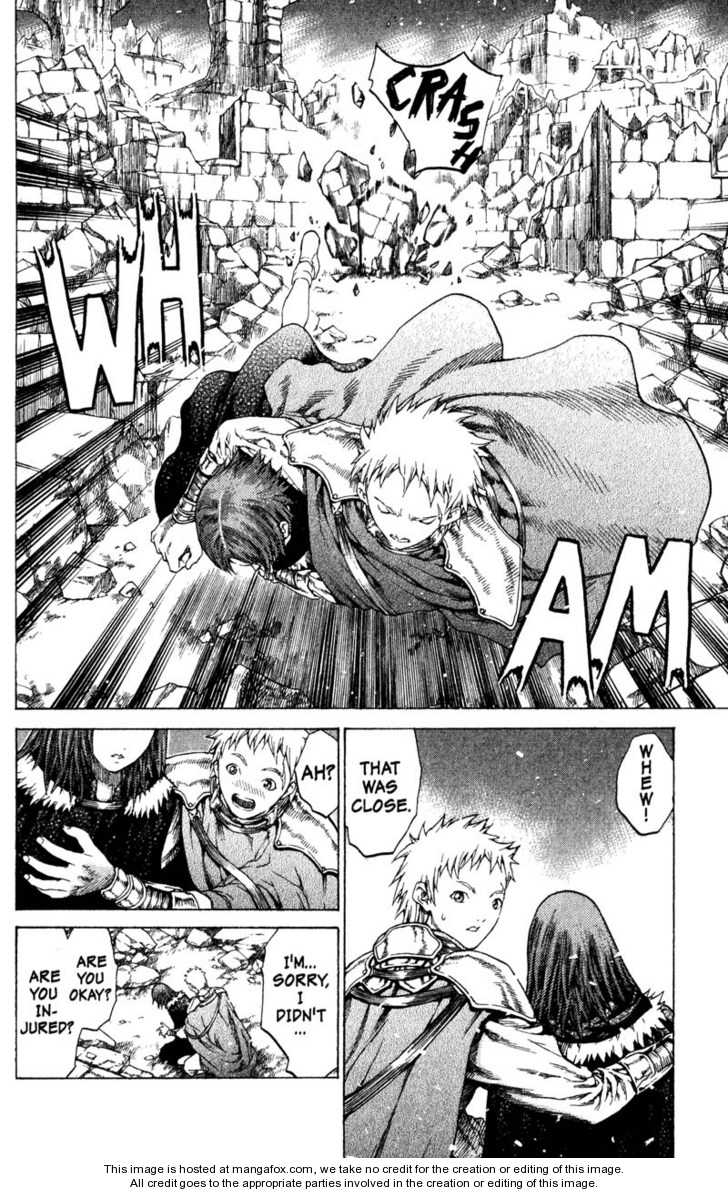 CRASH
WH
AM
WHEW!
THAT
WAS
CLOSE.
AH?
I'M...
SORRY,
I
DIDN'T
...
ARE
YOU
OKAY?
ARE
YOU
IN-
JURED?
This image is hosted at mangafox.com, we take no credit for the creation or editing of this image.
All credit goes to the appropriate parties involved in the creation or editing of this image.